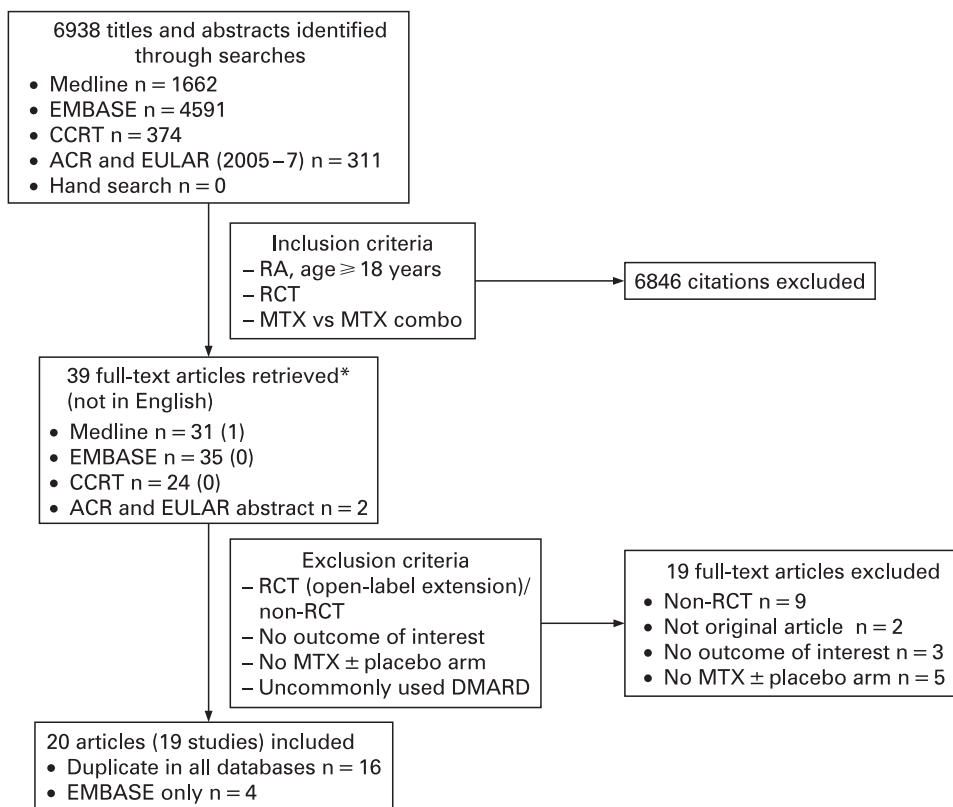 6938 titles and abstracts identified
through searches
• Medline n = 1662
• EMBASE n = 4591
• CCRT n = 374
• ACR and EULAR (2005–7) n = 311
• Hand search n = 0
Inclusion criteria
– RA, age ≥ 18 years
– RCT
– MTX vs MTX combo
6846 citations excluded
39 full-text articles retrieved*
(not in English)
• Medline n = 31 (1)
• EMBASE n = 35 (0)
• CCRT n = 24 (0)
• ACR and EULAR abstract n = 2
Exclusion criteria
– RCT (open-label extension)/
non-RCT
– No outcome of interest
– No MTX ± placebo arm
– Uncommonly used DMARD
19 full-text articles excluded
• Non-RCT n = 9
• Not original article n = 2
• No outcome of interest n = 3
• No MTX ± placebo arm n = 5
20 articles (19 studies) included
• Duplicate in all databases n = 16
• EMBASE only n = 4